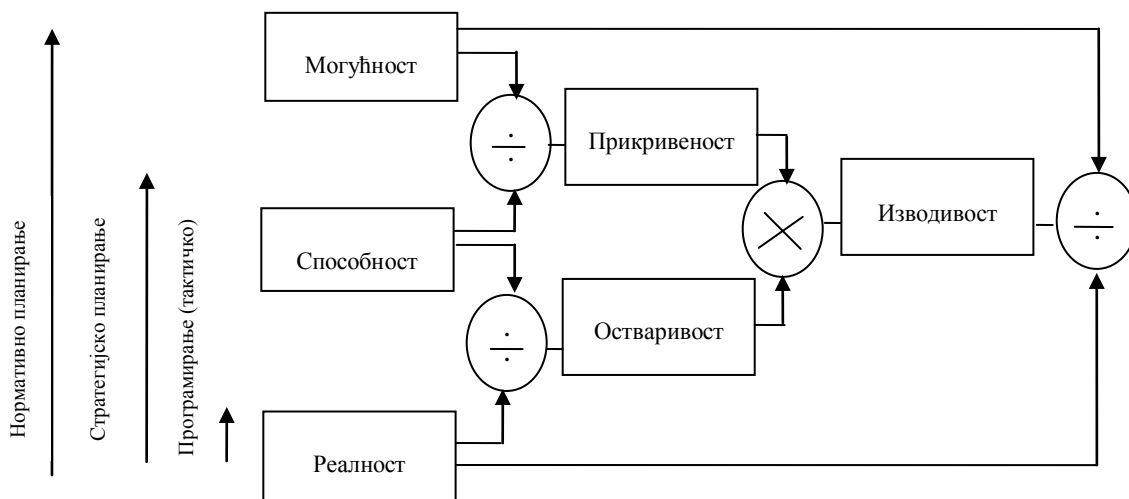 Нормативно планирање
Стратегијско планирање
Програмирање (тактичко)
Могућност
Прикривеност
Изводивост
Способност
Остваривост
Реалност